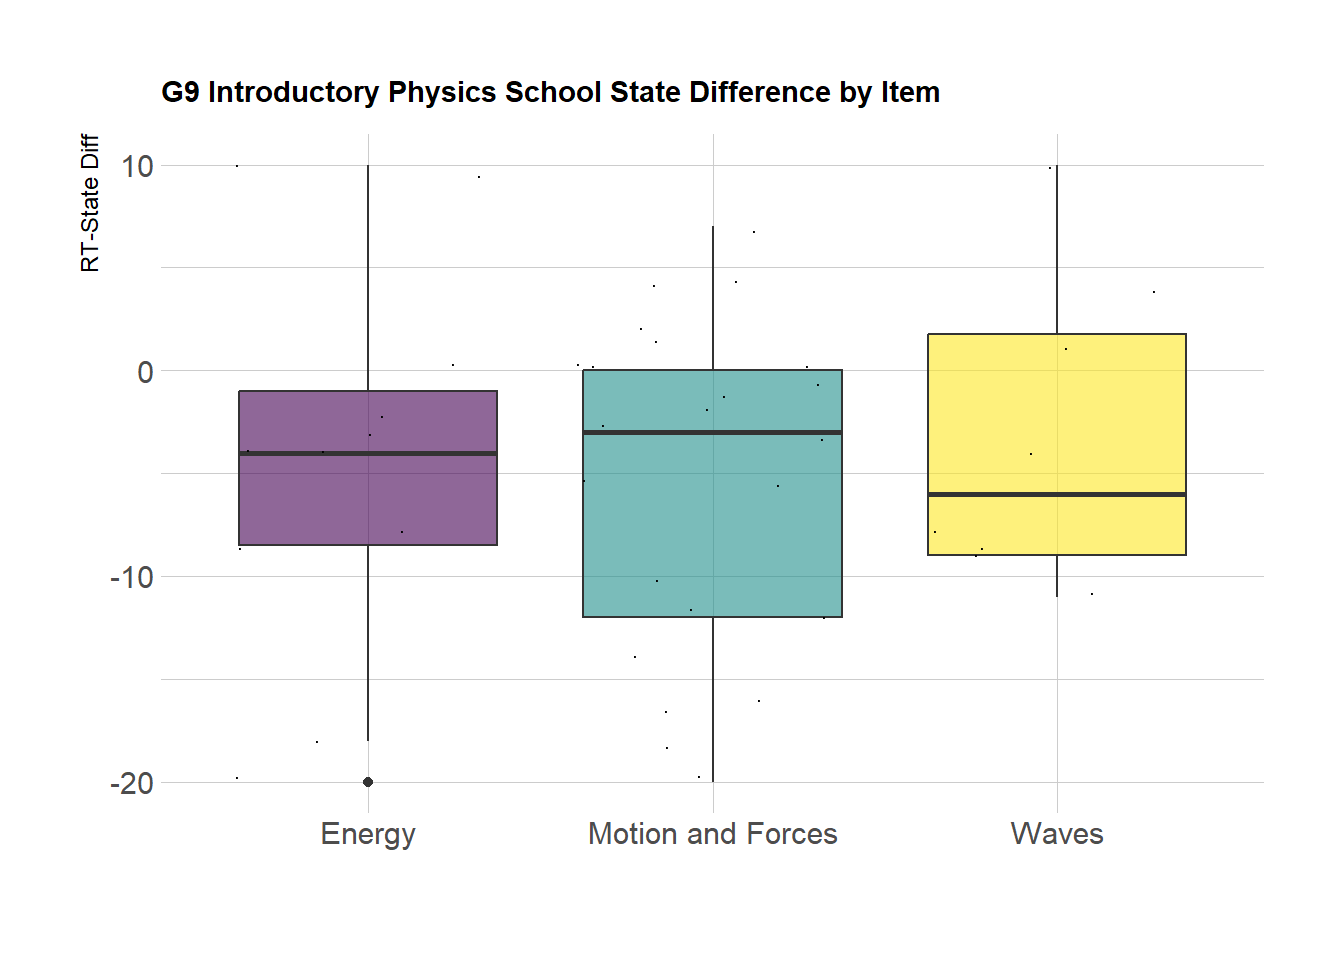 G9 Introductory Physics School State Difference by Item
RT-State Diff
10
0
-10
-20
Energy
Motion and Forces
Waves